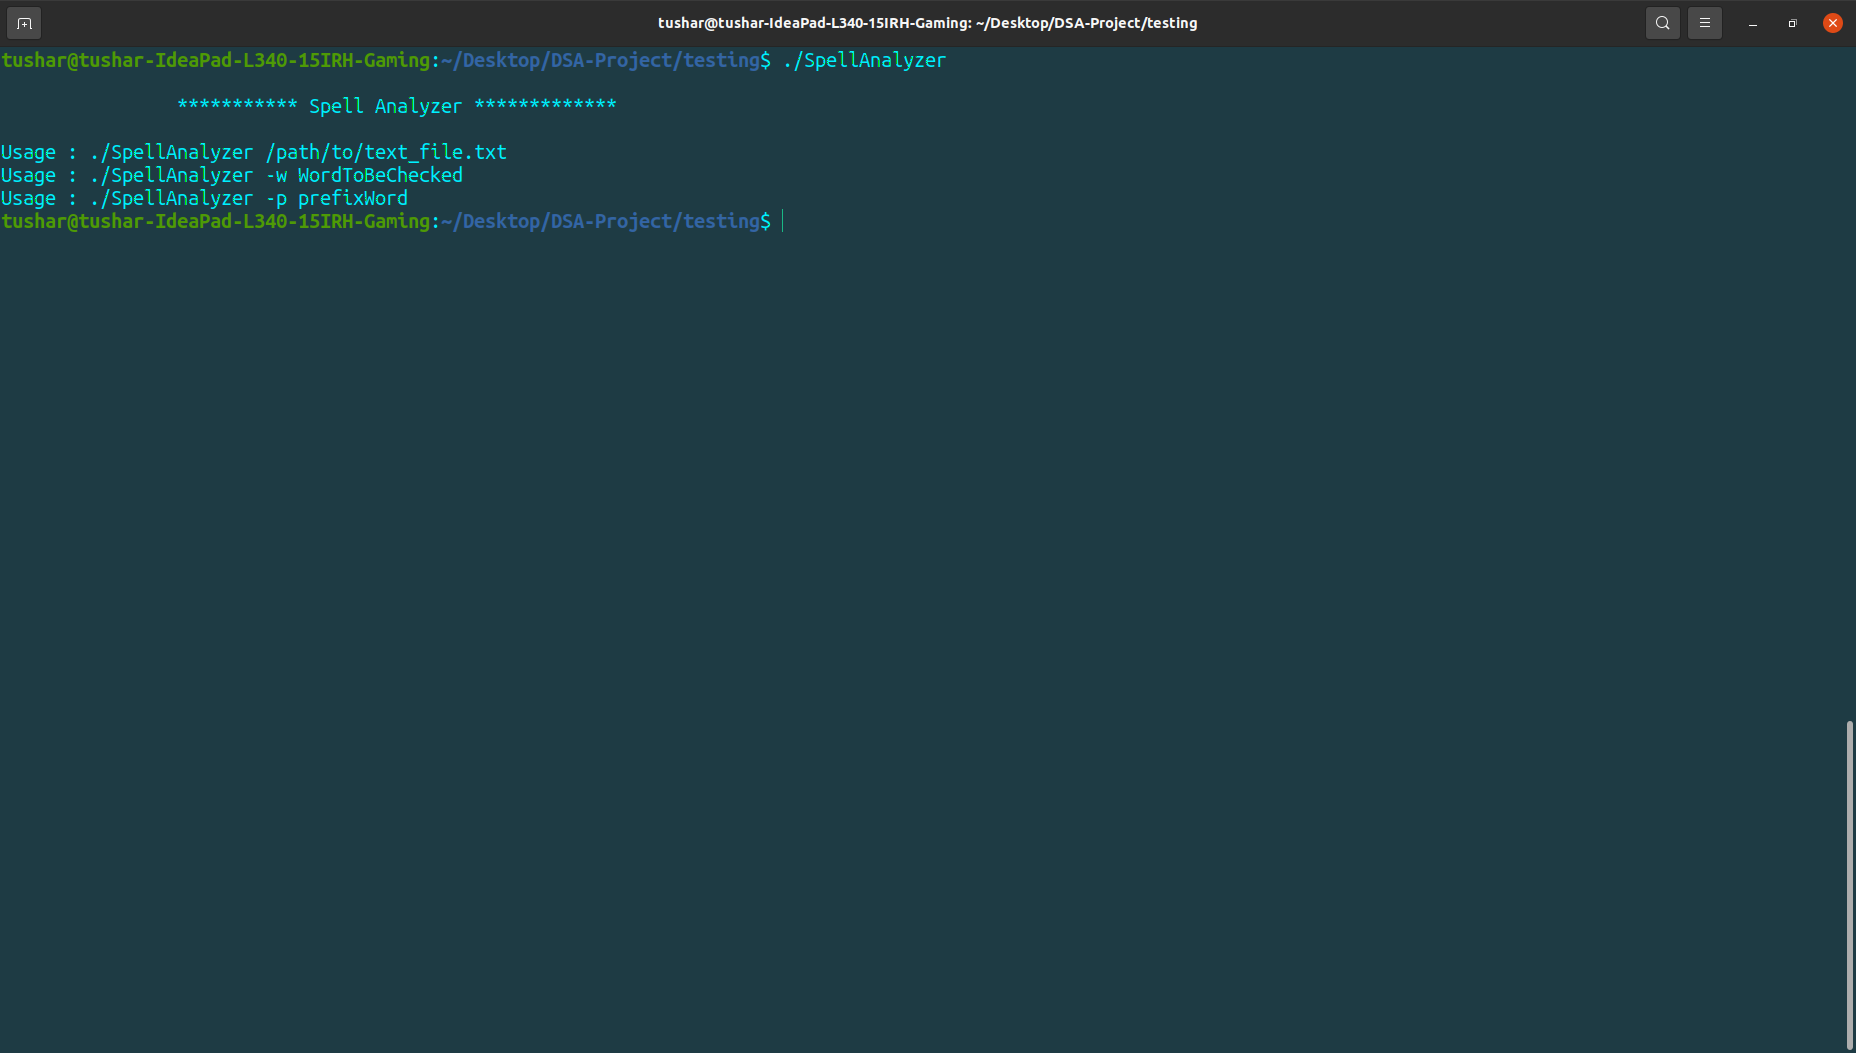 tushar@tushar-IdeaPad-L340-15IRH-Gaming: ~/Desktop/DSA-Project/testing
tushar@tushar-IdeaPad-L340-15IRH-Gaming:~/Desktop/DSA-Project/testing$ ./SpellAnalyzer
*********** Spell Analyzer *************
Usage : ./SpellAnalyzer /path/to/text_file.txt
Usage : ./SpellAnalyzer -w WordToBeChecked
Usage : ./SpellAnalyzer -p prefixWord
tushar@tushar-IdeaPad-L340-15IRH-Gaming:~/Desktop/DSA-Project/testing$